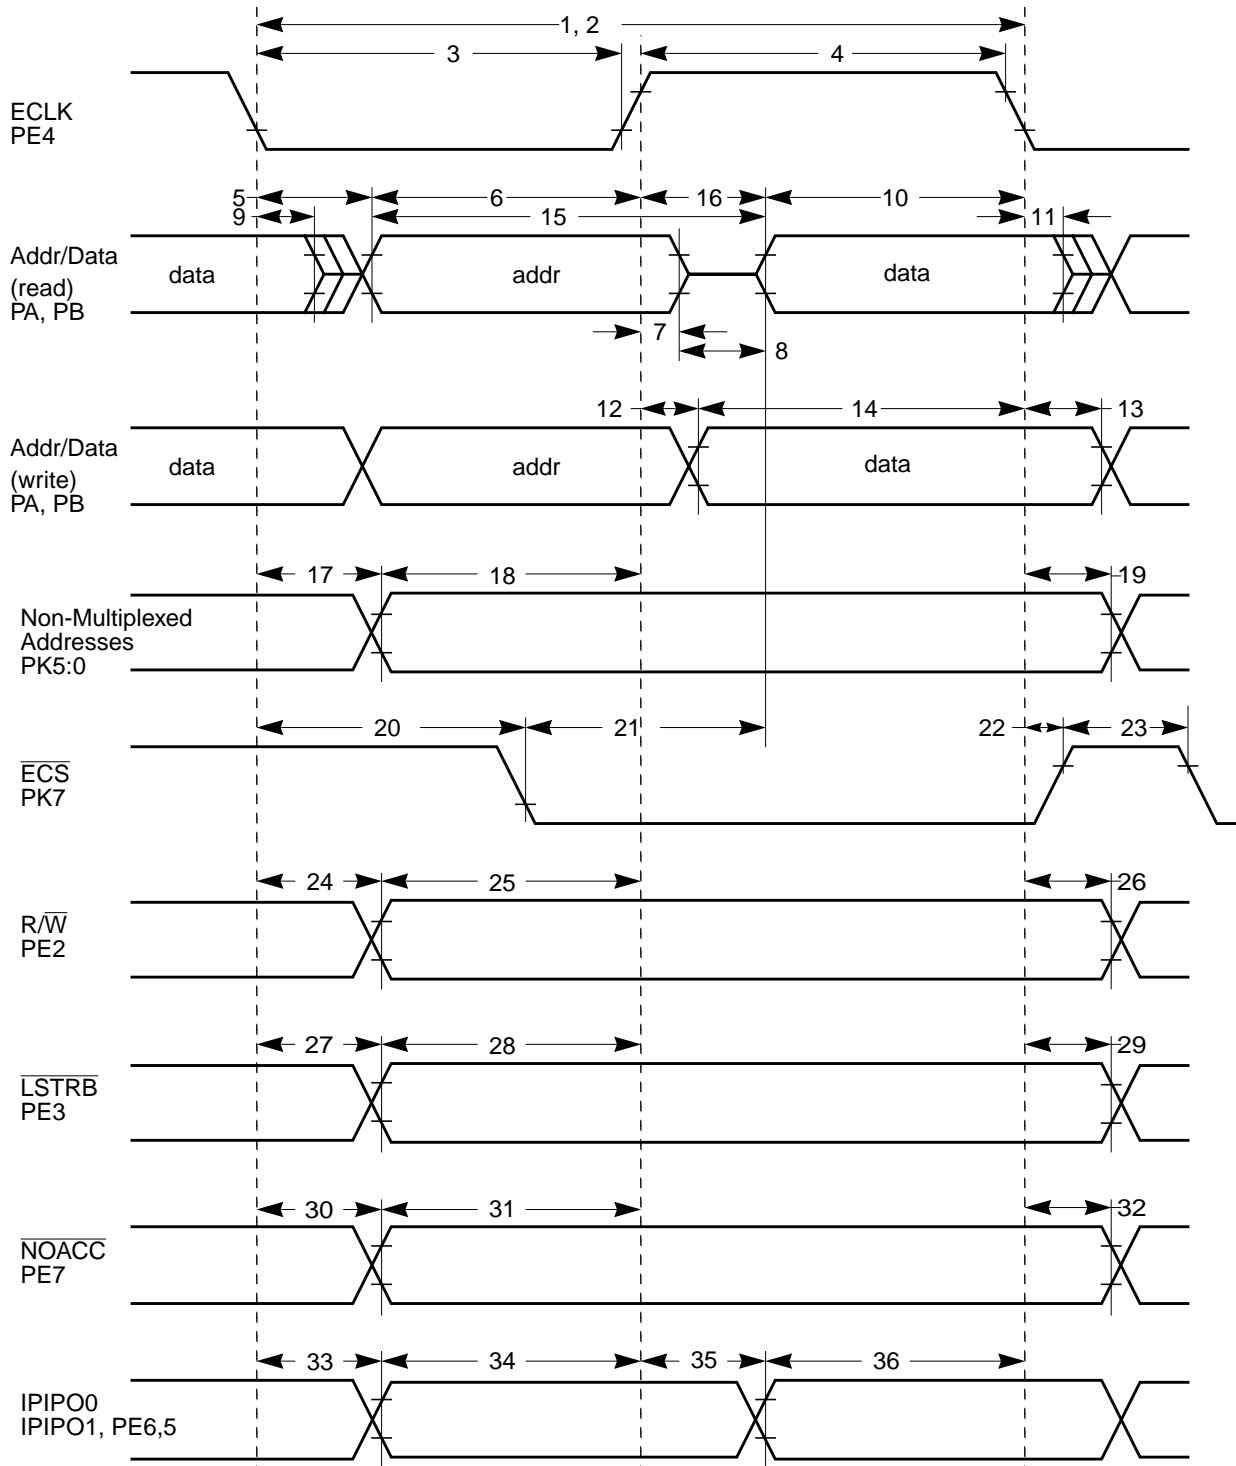 1, 2
3
4
ECLK
PE4
5
6
16
10
9
15
11
Addr/Data
(read)
PA, PB
data
addr
data
7
8
12
14
13
Addr/Data
(write)
PA, PB
data
addr
data
17
18
19
Non-Multiplexed
Addresses
PK5:0
20
21
22
23
ECS
PK7
24
25
26
R/W
PE2
27
28
29
LSTRB
PE3
30
31
32
NOACC
PE7
33
34
35
36
IPIPO0
IPIPO1, PE6,5